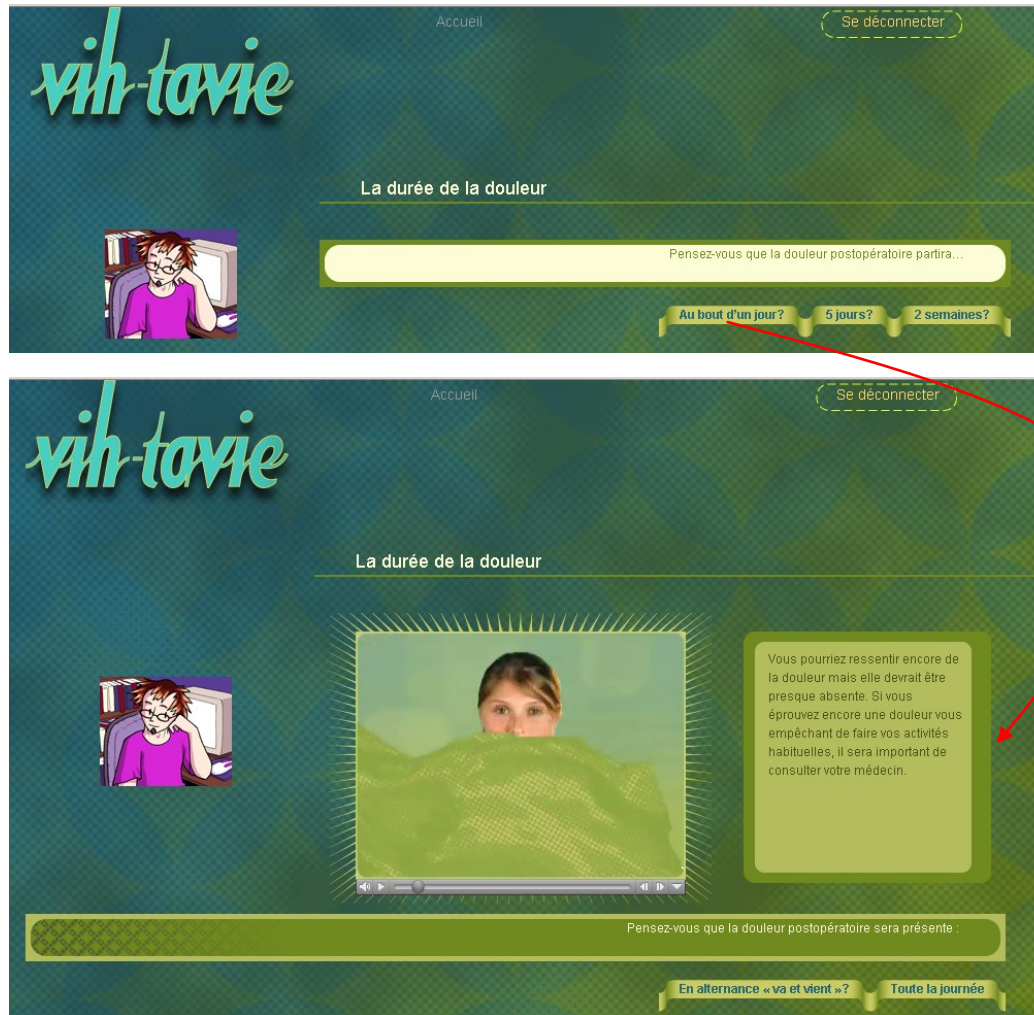 Accueil
Se déconnecter
vih-tavie
La durée de la douleur
Pensez-vous que la douleur postopératoire partira...
Au bout d'un jour?
5 jours?
2 semaines?
Accueil
Se déconnecter
vih-tavie
La durée de la douleur
Vous pourriez ressentir encore de
la douleur mais elle devrait être
presque absente. Si vous
éprouvez encore une douleur vous
empêchant de faire vos activités
habituelles, il sera important de
consulter votre médecin.
Pensez-vous que la douleur postopératoire sera présente :
En alternance « va et vient »?
Toute la journée